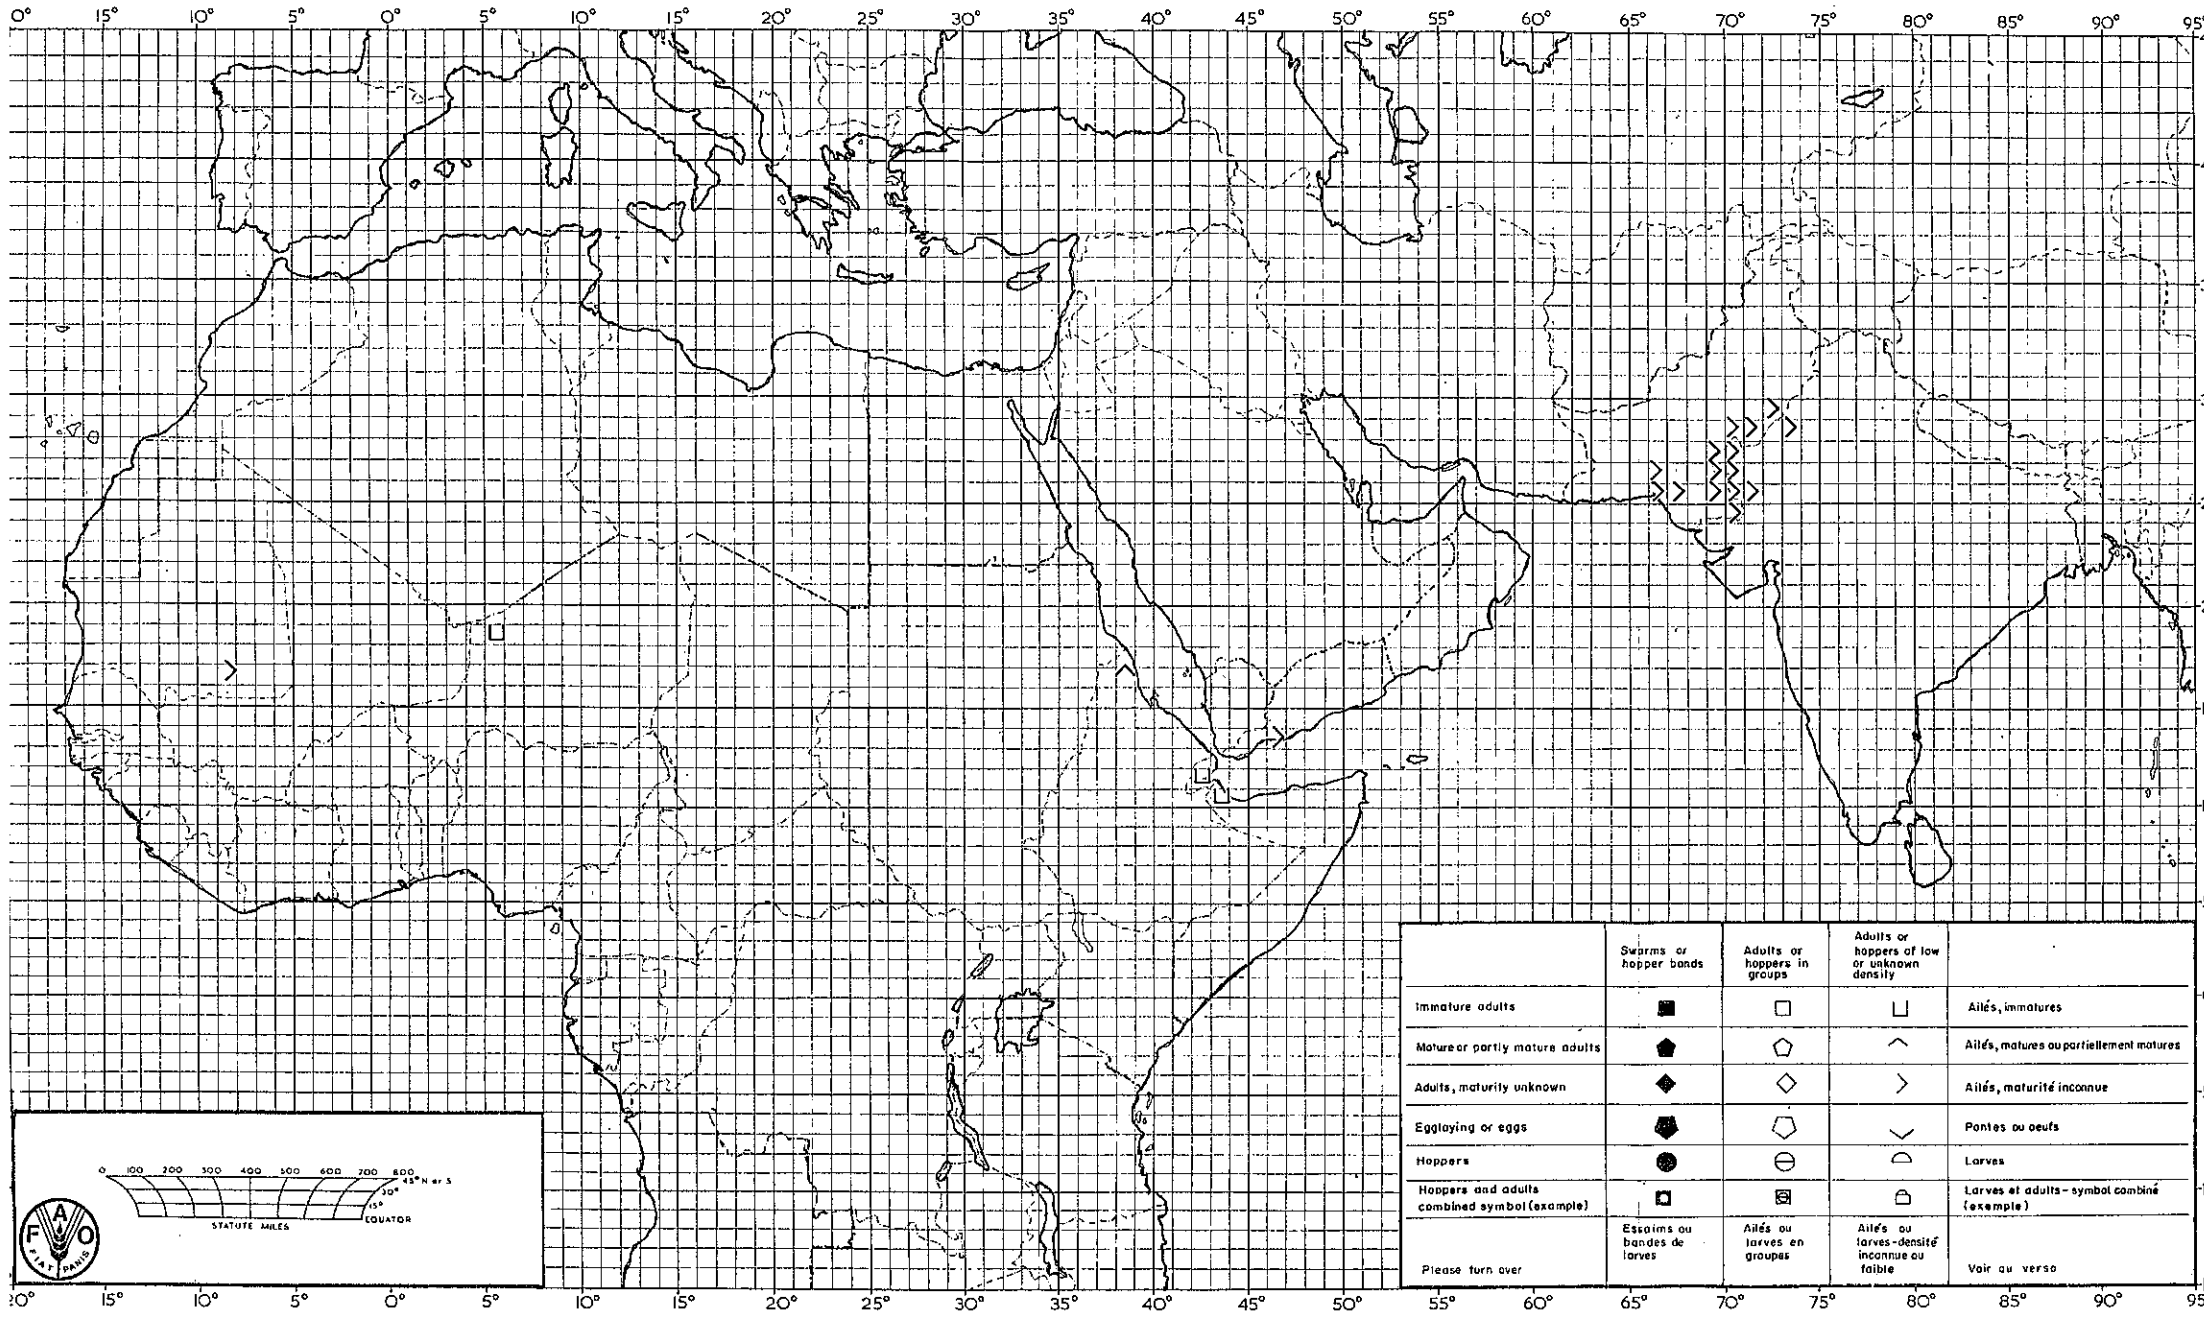 0° 15° 10° 5° 0° 5° 10° 15° 20° 25° 30° 35° 40° 45° 50° 55° 60° 65° 70° 75° 80° 85° 90° 95°
Swarms or hopper bands
Adults or hoppers in groups
Adults or hoppers of low or unknown density
Immature adults
Ailés, immatures
Mature or partly mature adults
Ailés, matures ou partiellement matures
Adults, maturity unknown
Ailés, maturité inconnue
Egglaying or eggs
Pontes ou oeufs
Hoppers
Larves
Hoppers and adults
combined symbol (example)
Larves et adults - symbol combiné
(exemple)
Essaims ou bandes de larves
Ailés ou larves en groupes
Ailés ou larves-densité inconnue ou faible
Please turn over
Voir au verso
0 100 200 300 400 500 600 700 800
45° N or S
30°
15°
EQUATOR
STATUTE MILES
F A O
FIAT PANIS
20° 15° 10° 5° 0° 5° 10° 15° 20° 25° 30° 35° 40° 45° 50° 55° 60° 65° 70° 75° 80° 85° 90° 95